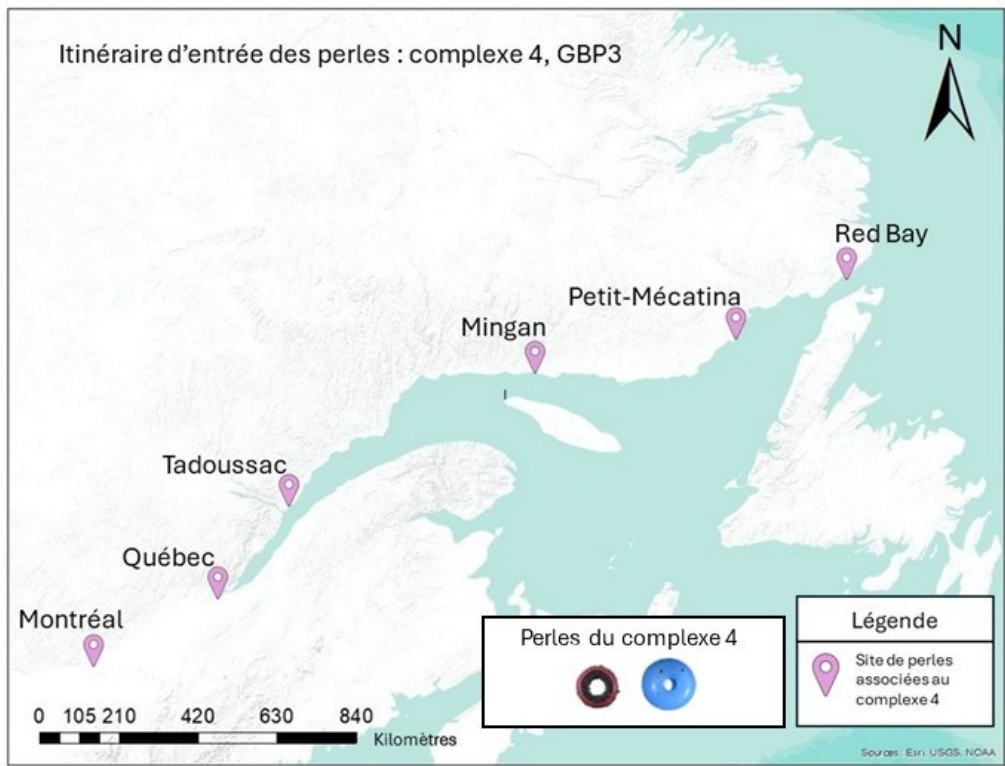 Itinéraire d'entrée des perles : complexe 4, GBP3
N
Red Bay
Petit-Mécatina
Mingan
Tadoussac
Québec
Montréal
Perles du complexe 4
Légende
Site de perles
associées au
complexe 4
0 105 210 420 630 840
Kilomètres
Sources: Esri, USGS, NOAA